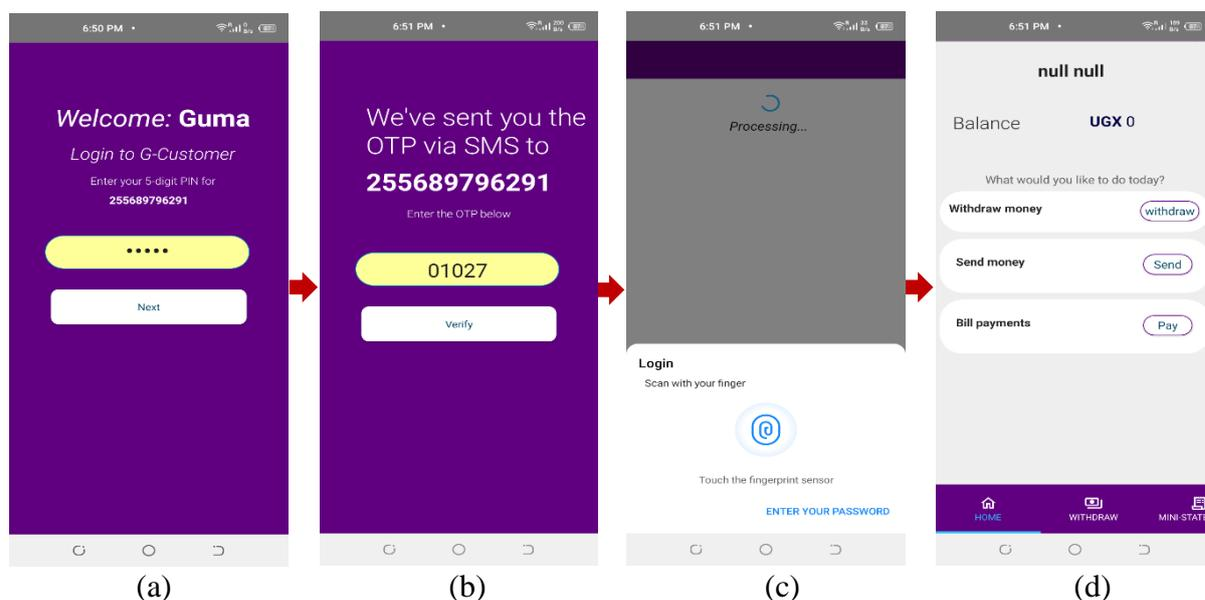 6:50 PM
Welcome: Guma
Login to G-Customer
Enter your 5-digit PIN for
255689796291
•••••
Next
(a)
6:51 PM
We've sent you the
OTP via SMS to
255689796291
Enter the OTP below
01027
Verify
(b)
6:51 PM
Processing...
Login
Scan with your finger
Touch the fingerprint sensor
ENTER YOUR PASSWORD
(c)
6:51 PM
null null
Balance UGX 0
What would you like to do today?
Withdraw money withdraw
Send money Send
Bill payments Pay
HOME WITHDRAW MINI-STATE
(d)